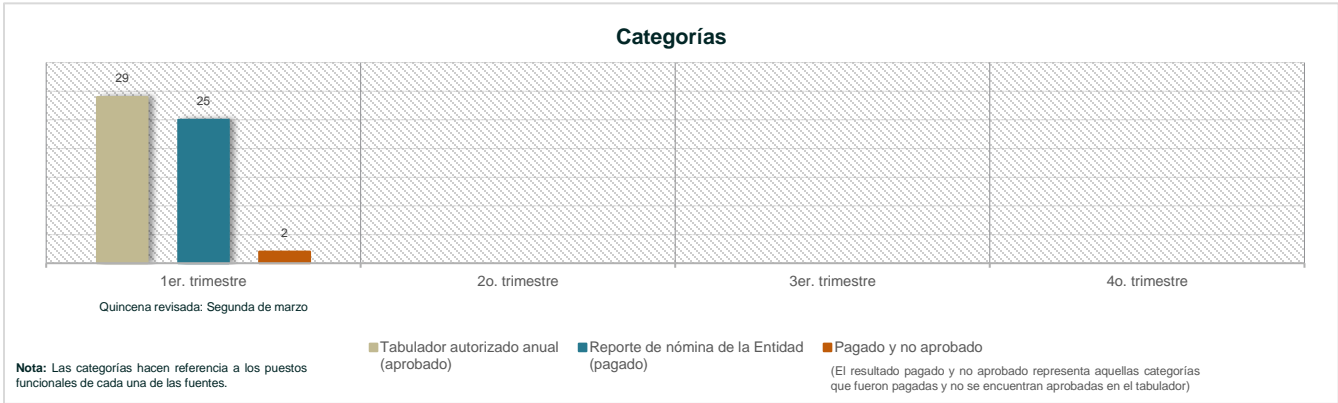 Categorías
29
25
2
1er. trimestre
2o. trimestre
3er. trimestre
4o. trimestre
Quincena revisada: Segunda de marzo
Tabulador autorizado anual
(aprobado)
Reporte de nómina de la Entidad
(pagado)
Pagado y no aprobado
(El resultado pagado y no aprobado representa aquellas categorías
que fueron pagadas y no se encuentran aprobadas en el tabulador)
Nota: Las categorías hacen referencia a los puestos
funcionales de cada una de las fuentes.